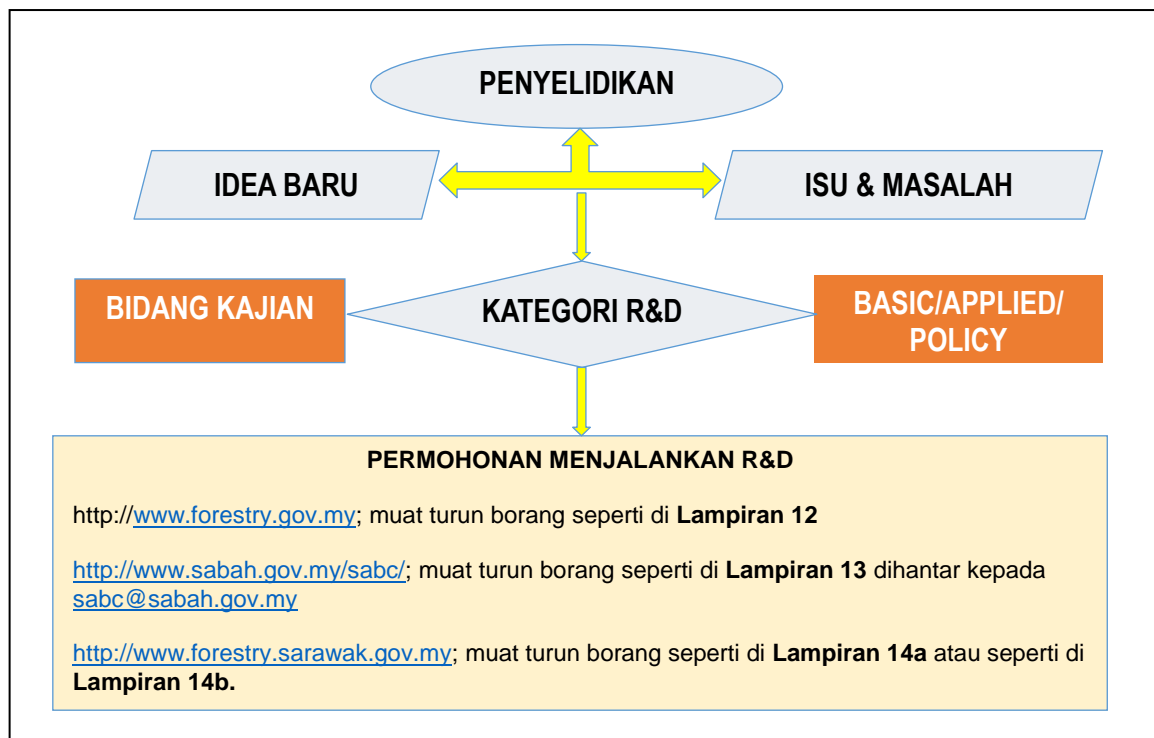 PENYELIDIKAN
IDEA BARU
ISU & MASALAH
BIDANG KAJIAN
KATEGORI R&D
BASIC/APPLIED/
POLICY
PERMOHONAN MENJALANKAN R&D
http://www.forestry.gov.my; muat turun borang seperti di Lampiran 12
http://www.sabah.gov.my/sabc/; muat turun borang seperti di Lampiran 13 dihantar kepada
sabc@sabah.gov.my
http://www.forestry.sarawak.gov.my; muat turun borang seperti di Lampiran 14a atau seperti di
Lampiran 14b.